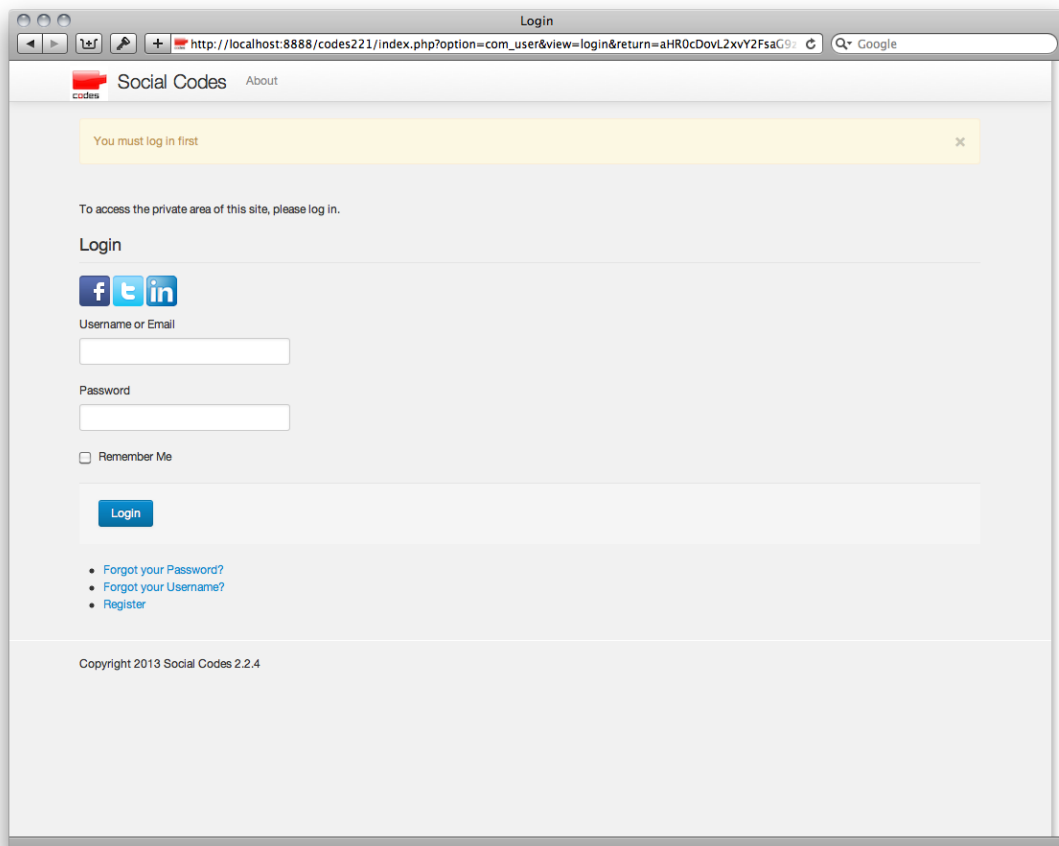 Login
http://localhost:8888/codes221/index.php?option=com_user&view=login&return=aHR0cDovL2xvY2FsaG9z
Google
codes
Social Codes
About
You must log in first
×
To access the private area of this site, please log in.
Login
f t in
Username or Email
Password
Remember Me
Login
Forgot your Password?
Forgot your Username?
Register
Copyright 2013 Social Codes 2.2.4